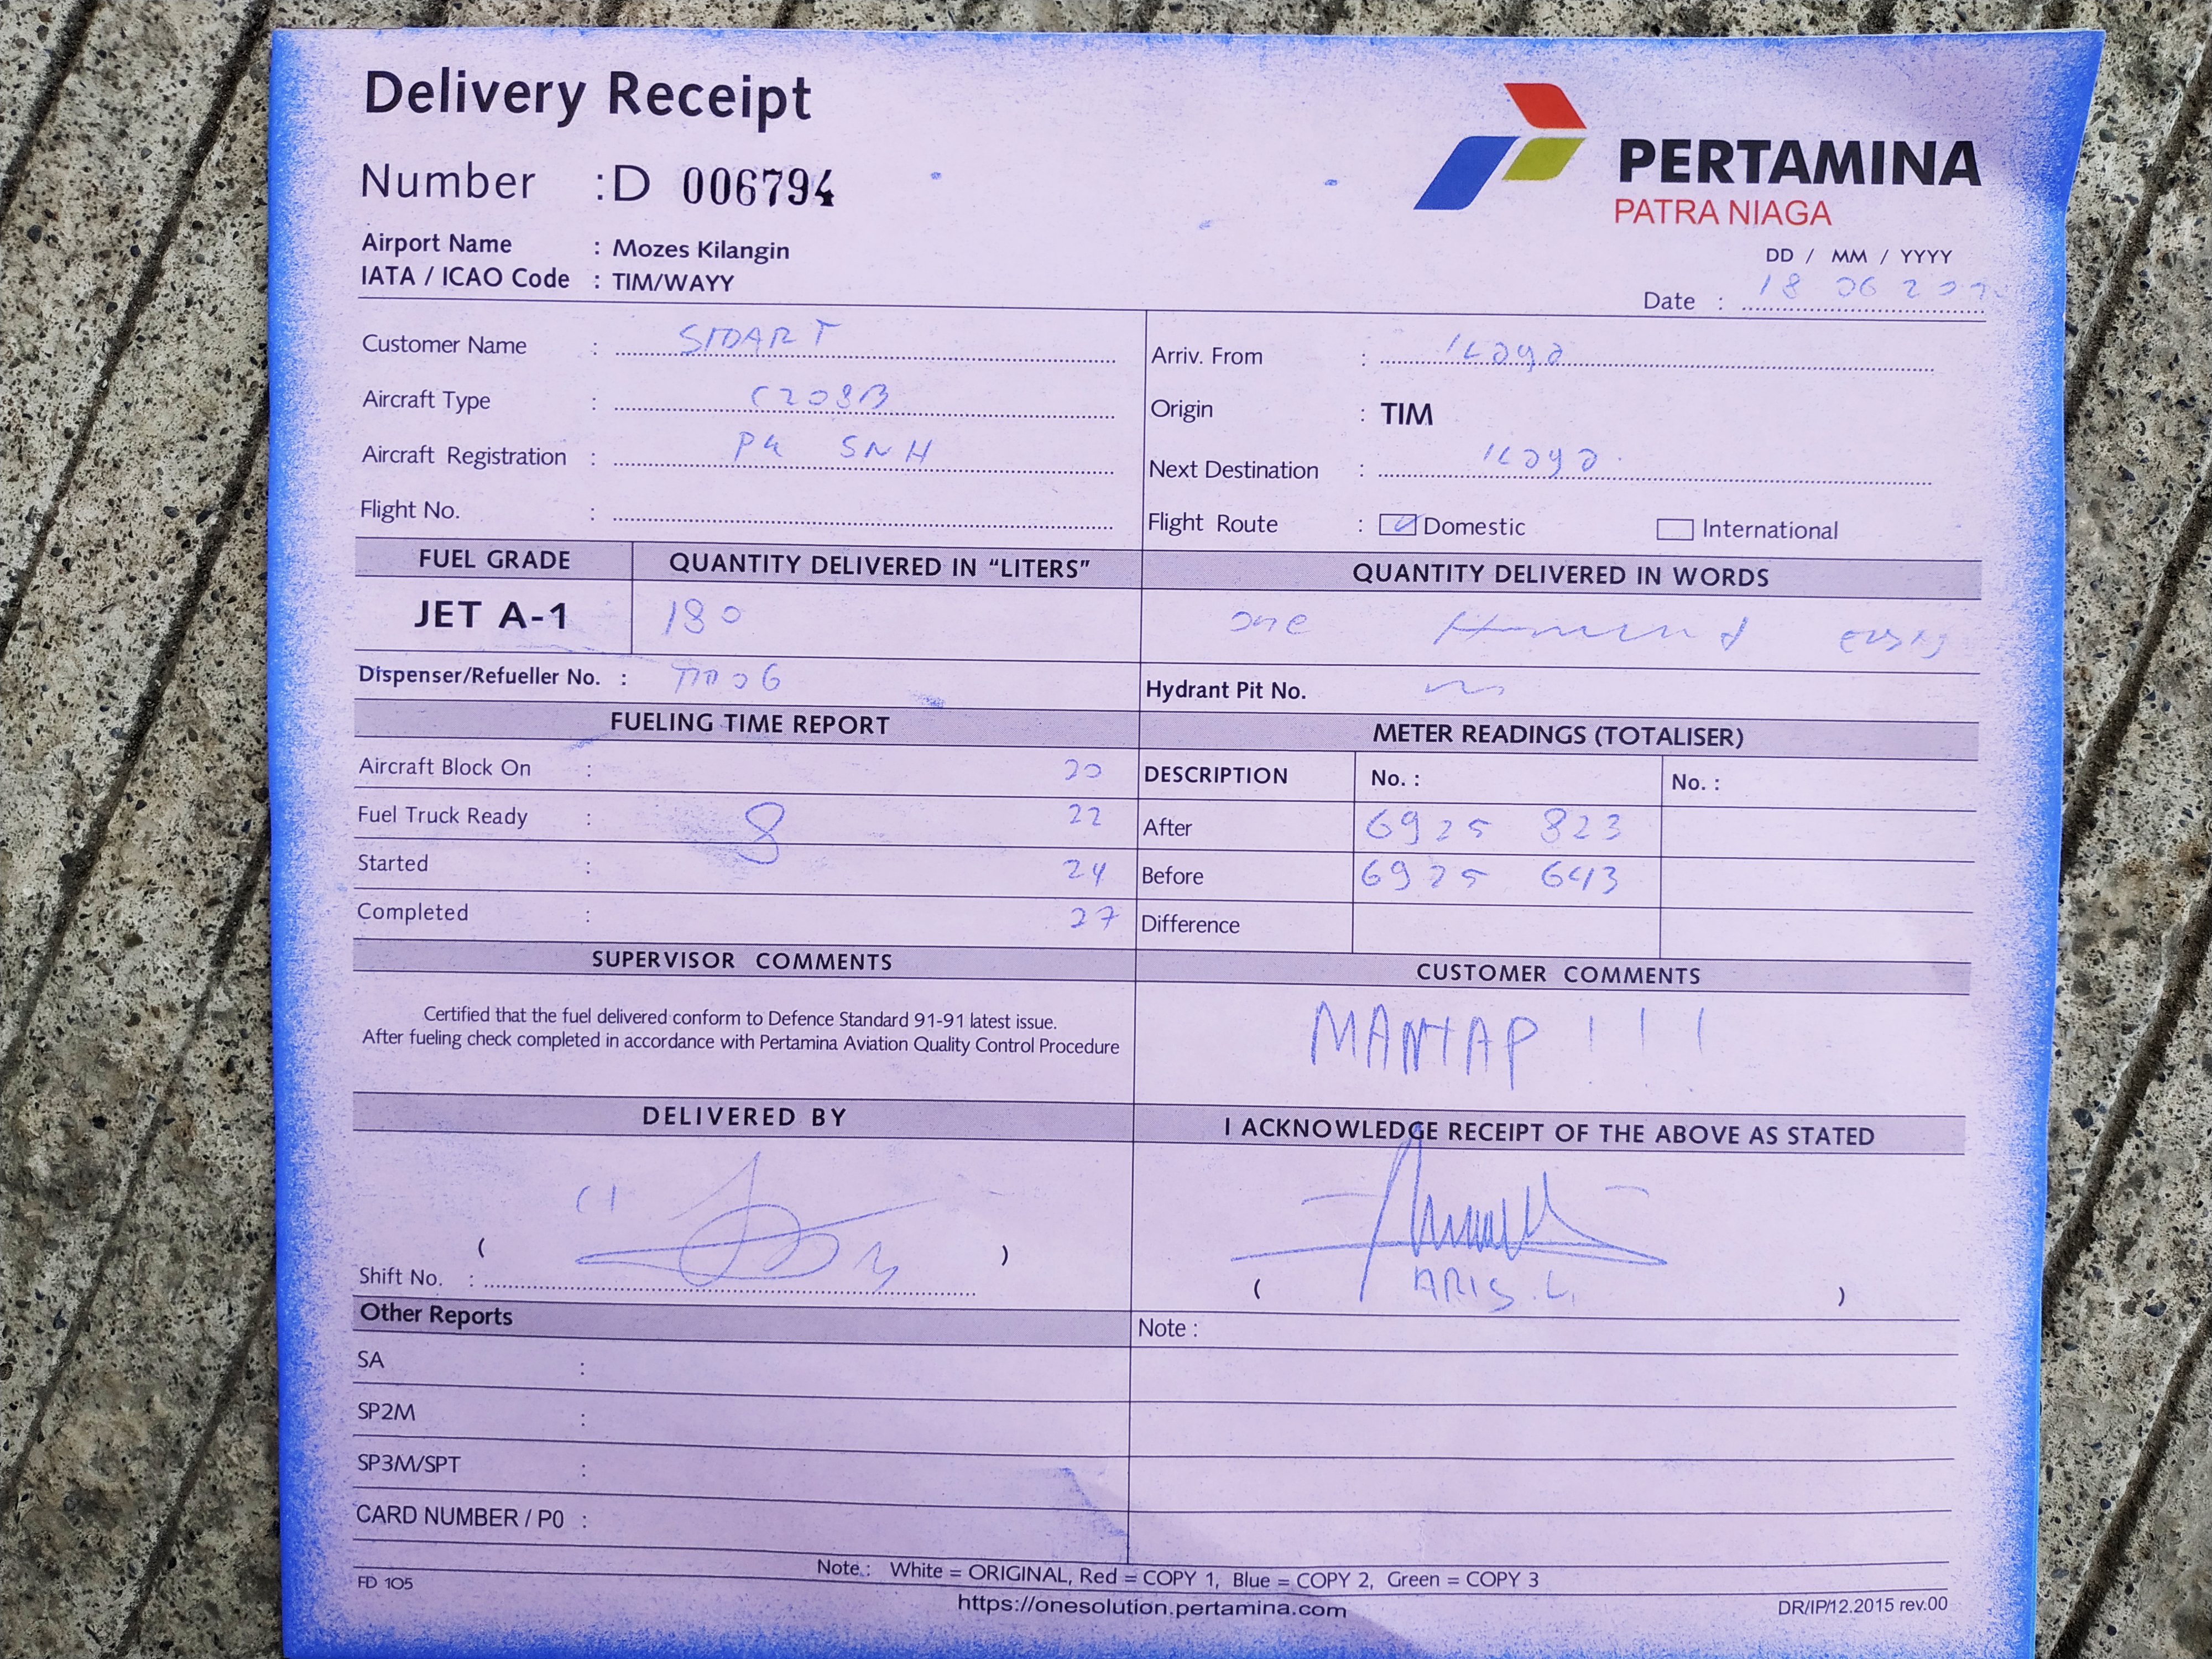 Delivery Receipt
Number : D 006794
PERTAMINA
PATRA NIAGA
Airport Name : Mozes Kilangin
IATA / ICAO Code : TIM/WAYY
DD / MM / YYYY
Date : 18 06
Customer Name :
Arriv. From : ILaga
Aircraft Type : C208B
Origin : TIM
Aircraft Registration : PK SNH
Next Destination : ILaga
Flight No. :
Flight Route : Domestic International
FUEL GRADE QUANTITY DELIVERED IN "LITERS" QUANTITY DELIVERED IN WORDS
JET A-1 180 one
Dispenser/Refueller No. :
Hydrant Pit No.
FUELING TIME REPORT METER READINGS (TOTALISER)
Aircraft Block On : 20 DESCRIPTION No. : No. :
Fuel Truck Ready : 8 22 After 6925 823
Started : 24 Before 6925 643
Completed : 27 Difference
SUPERVISOR COMMENTS CUSTOMER COMMENTS
Certified that the fuel delivered conform to Defence Standard 91-91 latest issue.
After fueling check completed in accordance with Pertamina Aviation Quality Control Procedure
MANTAP ! ! !
DELIVERED BY I ACKNOWLEDGE RECEIPT OF THE ABOVE AS STATED
( )
Shift No. :
( ARIS. L. )
Other Reports Note :
SA :
SP2M :
SP3M/SPT :
CARD NUMBER / P0 :
Note : White = ORIGINAL, Red = COPY 1, Blue = COPY 2, Green = COPY 3
FD 105 https://onesolution.pertamina.com DR/IP/12.2015 rev.00